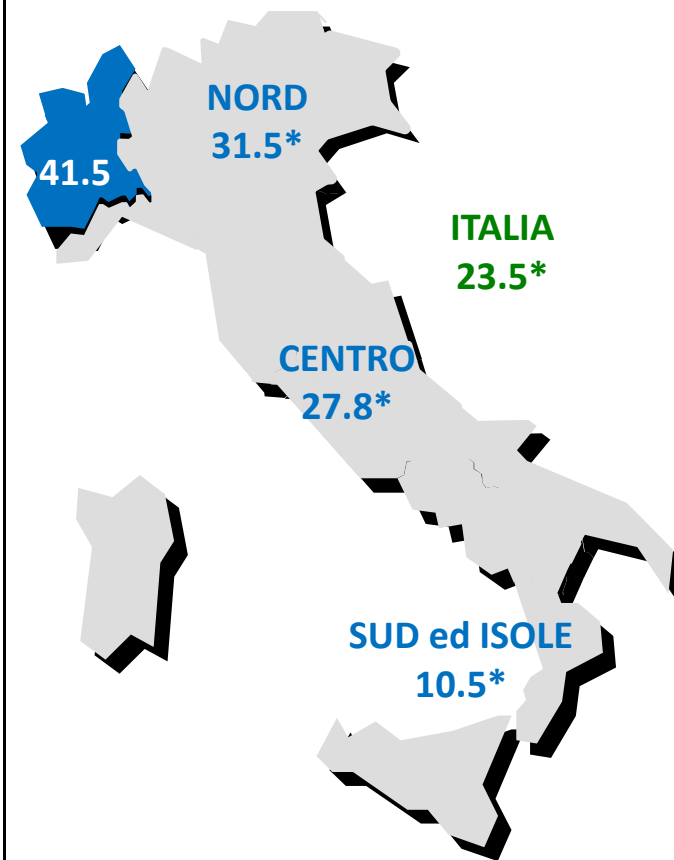 NORD
31.5*
41.5
ITALIA
23.5*
CENTRO
27.8*
SUD ed ISOLE
10.5*